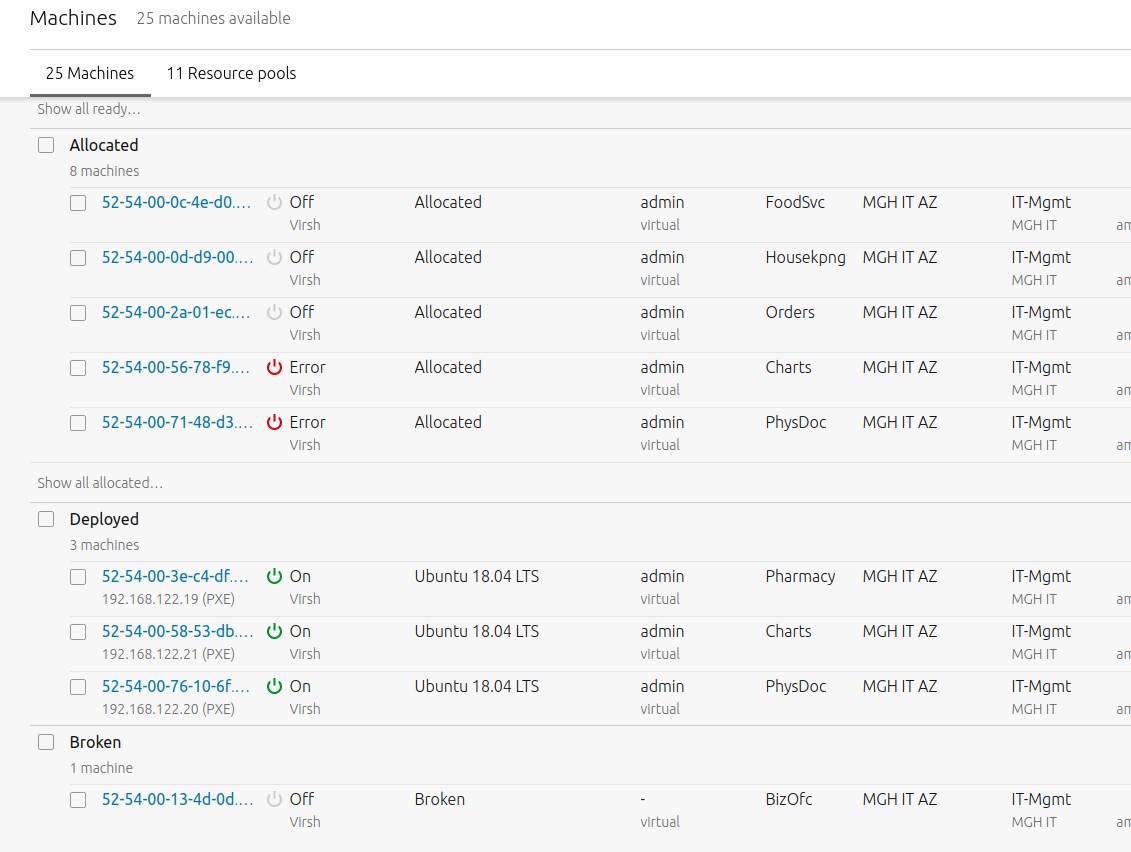 Machines 25 machines available
25 Machines 11 Resource pools
Show all ready…
Allocated
8 machines
52-54-00-0c-4e-d0.… Off Allocated admin FoodSvc MGH IT AZ IT-Mgmt
Virsh virtual MGH IT am
52-54-00-0d-d9-00.… Off Allocated admin Housekpng MGH IT AZ IT-Mgmt
Virsh virtual MGH IT am
52-54-00-2a-01-ec.… Off Allocated admin Orders MGH IT AZ IT-Mgmt
Virsh virtual MGH IT am
52-54-00-56-78-f9.… Error Allocated admin Charts MGH IT AZ IT-Mgmt
Virsh virtual MGH IT am
52-54-00-71-48-d3.… Error Allocated admin PhysDoc MGH IT AZ IT-Mgmt
Virsh virtual MGH IT am
Show all allocated…
Deployed
3 machines
52-54-00-3e-c4-df.… On Ubuntu 18.04 LTS admin Pharmacy MGH IT AZ IT-Mgmt
192.168.122.19 (PXE) Virsh virtual MGH IT am
52-54-00-58-53-db.… On Ubuntu 18.04 LTS admin Charts MGH IT AZ IT-Mgmt
192.168.122.21 (PXE) Virsh virtual MGH IT am
52-54-00-76-10-6f.… On Ubuntu 18.04 LTS admin PhysDoc MGH IT AZ IT-Mgmt
192.168.122.20 (PXE) Virsh virtual MGH IT am
Broken
1 machine
52-54-00-13-4d-0d.… Off Broken - BizOfc MGH IT AZ IT-Mgmt
Virsh virtual MGH IT am